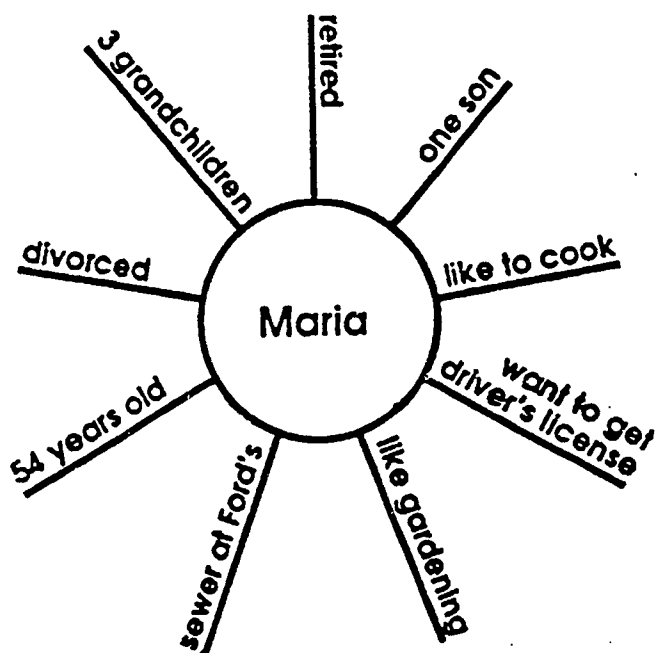 retired
one son
like to cook
want to get
driver's license
like gardening
sewer at Ford's
54 years old
divorced
3 grandchildren
Maria